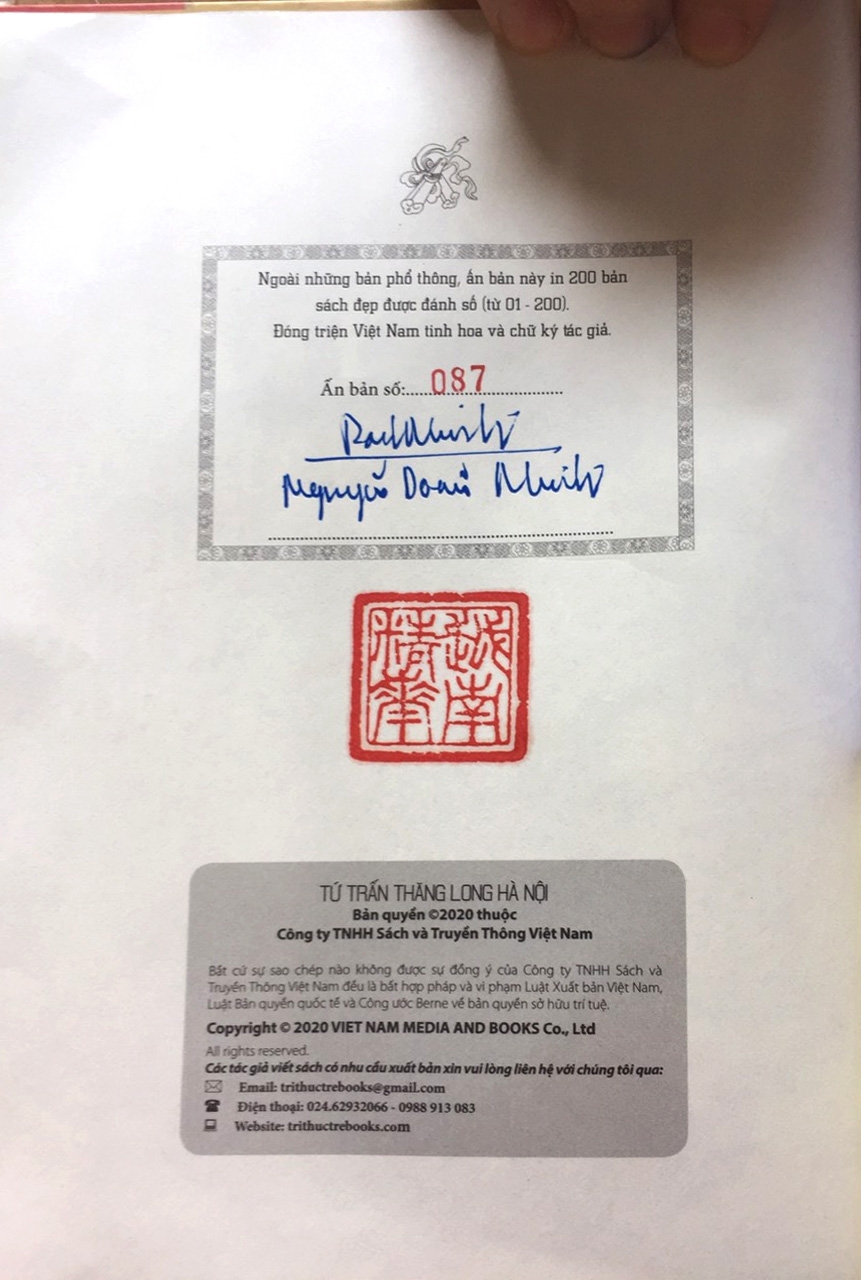 Ngoài những bản phổ thông, ấn bản này in 200 bản
sách đẹp được đánh số (từ 01 - 200).
Đóng triện Việt Nam tinh hoa và chữ ký tác giả.
Ấn bản số:......087......................
Nguyễn Doãn Minh
越南
精華
TỨ TRẤN THĂNG LONG HÀ NỘI
Bản quyền ©2020 thuộc
Công ty TNHH Sách và Truyền Thông Việt Nam
Bất cứ sự sao chép nào không được sự đồng ý của Công ty TNHH Sách và
Truyền Thông Việt Nam đều là bất hợp pháp và vi phạm Luật Xuất bản Việt Nam,
Luật Bản quyền quốc tế và Công ước Berne về bản quyền sở hữu trí tuệ.
Copyright © 2020 VIET NAM MEDIA AND BOOKS Co., Ltd
All rights reserved.
Các tác giả viết sách có nhu cầu xuất bản xin vui lòng liên hệ với chúng tôi qua:
Email: trithuctrebooks@gmail.com
Điện thoại: 024.62932066 - 0988 913 083
Website: trithuctrebooks.com